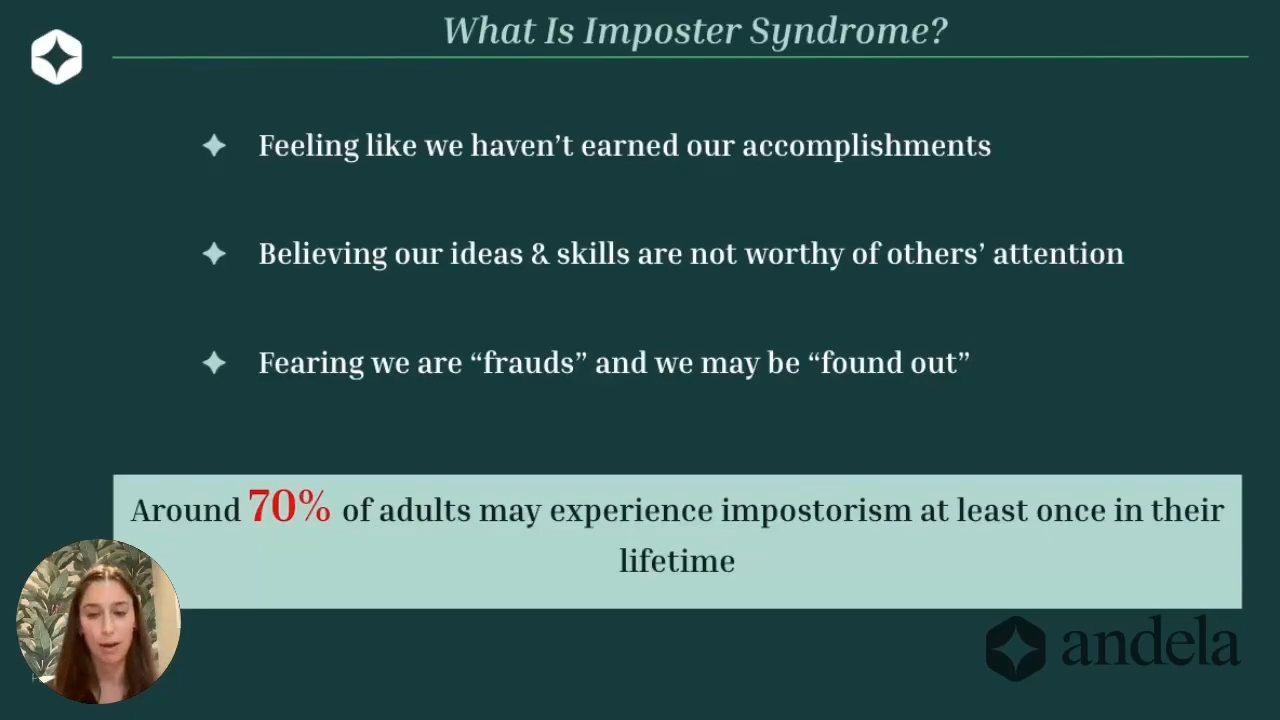 What Is Imposter Syndrome?
Feeling like we haven’t earned our accomplishments
Believing our ideas & skills are not worthy of others’ attention
Fearing we are “frauds” and we may be “found out”
Around 70% of adults may experience impostorism at least once in their
lifetime
andela